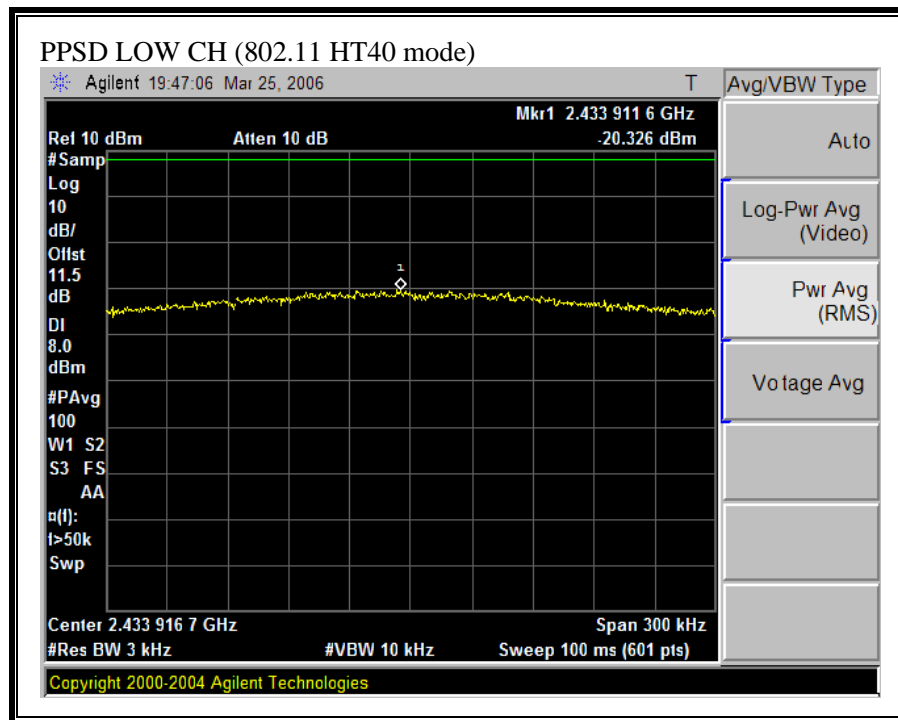 PPSD LOW CH (802.11 HT40 mode)
Agilent 19:47:06 Mar 25, 2006 T
Avg/VBW Type
Mkr1 2.433 911 6 GHz
Ref 10 dBm Atten 10 dB -20.326 dBm
#Samp
Log
10
dB/
Offst
11.5
dB
DI
8.0
dBm
#PAvg
100
W1 S2
S3 FS
AA
¤(f):
f>50k
Swp
1
Center 2.433 916 7 GHz Span 300 kHz
#Res BW 3 kHz #VBW 10 kHz Sweep 100 ms (601 pts)
Copyright 2000-2004 Agilent Technologies
Auto
Log-Pwr Avg
(Video)
Pwr Avg
(RMS)
Vo tage Avg